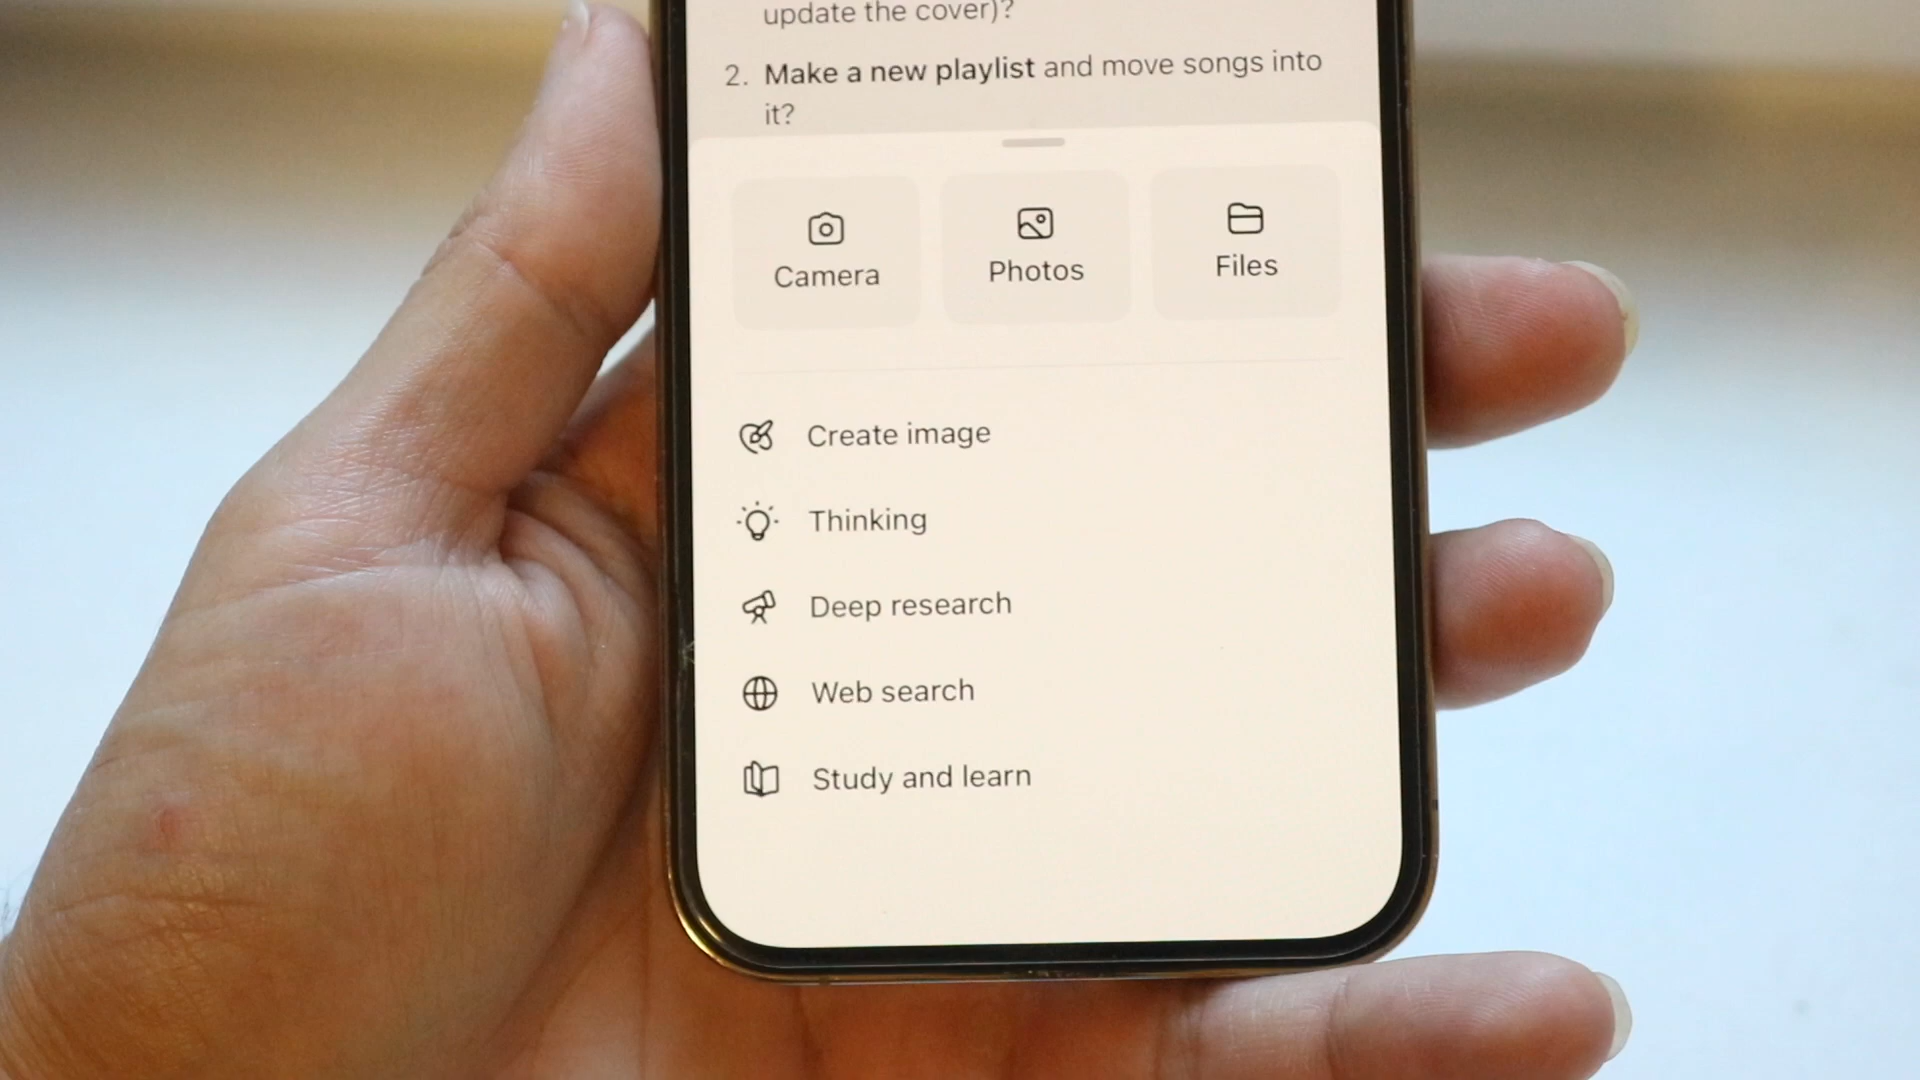 update the cover)?
2. Make a new playlist and move songs into
it?
Camera
Photos
Files
Create image
Thinking
Deep research
Web search
Study and learn